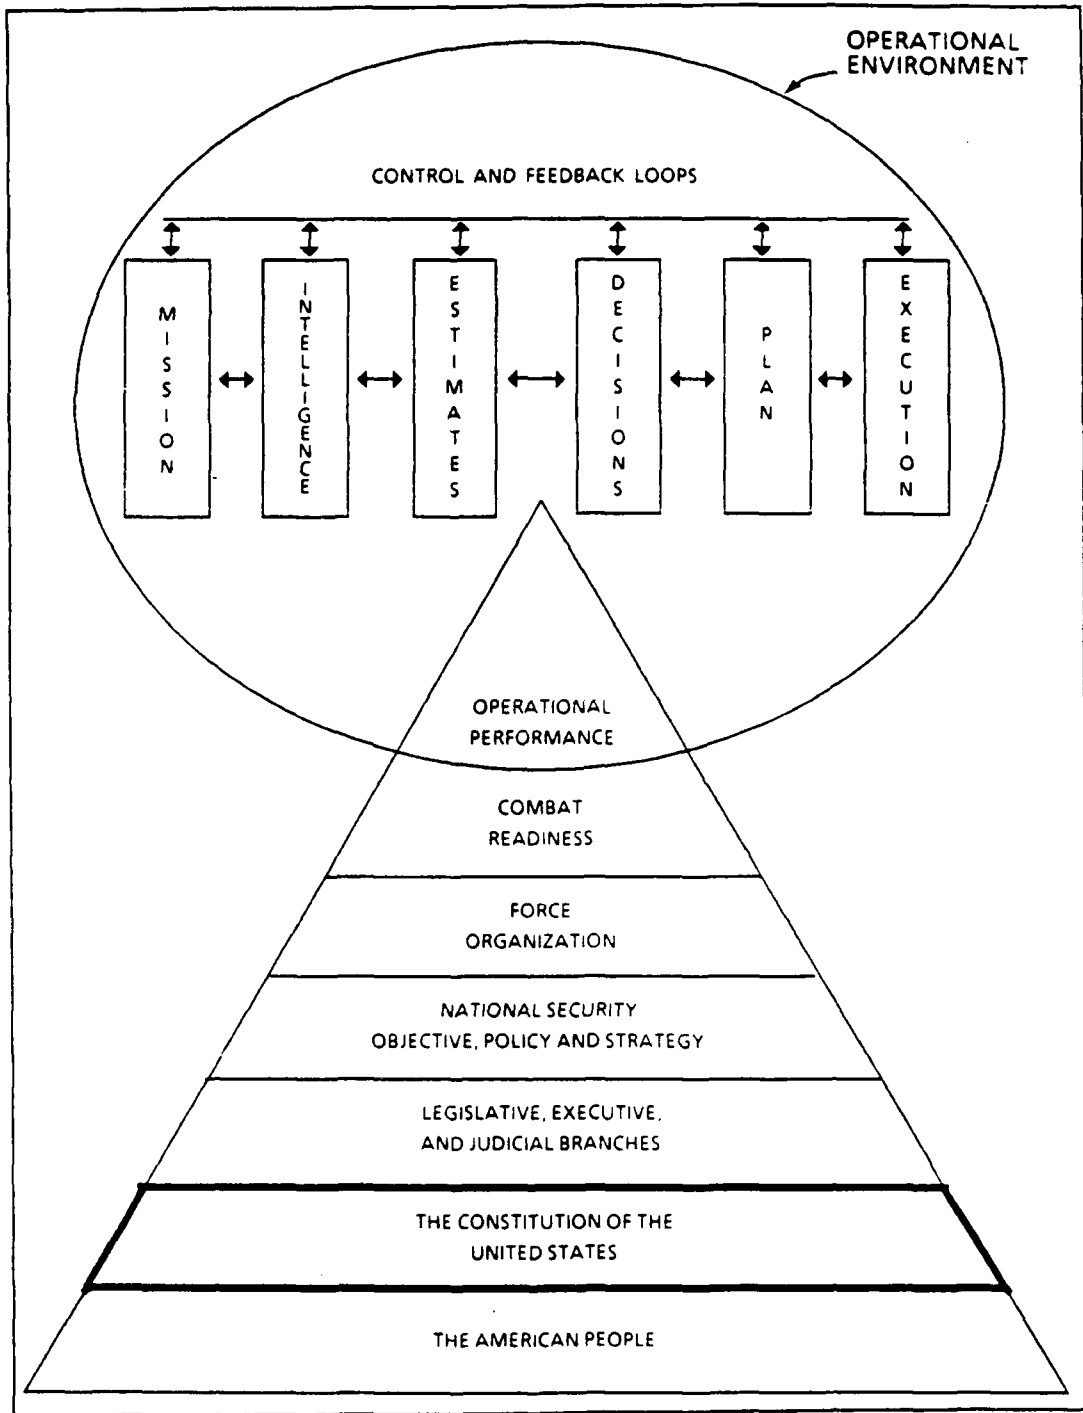 OPERATIONAL
ENVIRONMENT
CONTROL AND FEEDBACK LOOPS
MISSION
INTELLIGENCE
ESTIMATES
DECISIONS
PLAN
EXECUTION
OPERATIONAL
PERFORMANCE
COMBAT
READINESS
FORCE
ORGANIZATION
NATIONAL SECURITY
OBJECTIVE, POLICY AND STRATEGY
LEGISLATIVE, EXECUTIVE,
AND JUDICIAL BRANCHES
THE CONSTITUTION OF THE
UNITED STATES
THE AMERICAN PEOPLE